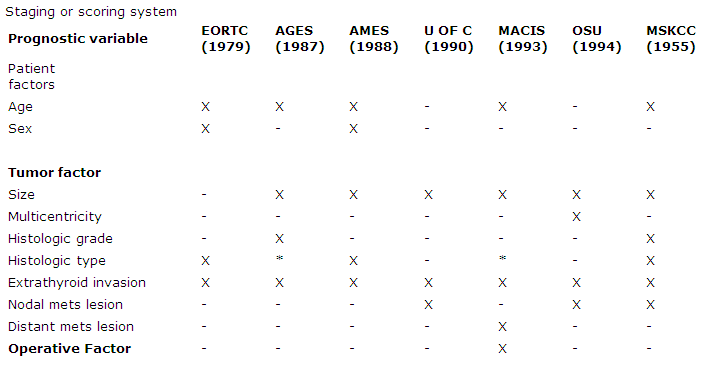 Staging or scoring system
Prognostic variable EORTC (1979) AGES (1987) AMES (1988) U OF C (1990) MACIS (1993) OSU (1994) MSKCC (1955)
Patient factors
Age X X X - X - X
Sex X - X - - - -
Tumor factor
Size - X X X X X X
Multicentricity - - - - - X -
Histologic grade - X - - - - X
Histologic type X * X - * - X
Extrathyroid invasion X X X X X X X
Nodal mets lesion - - - X - X X
Distant mets lesion - - - - X - -
Operative Factor - - - - X - -